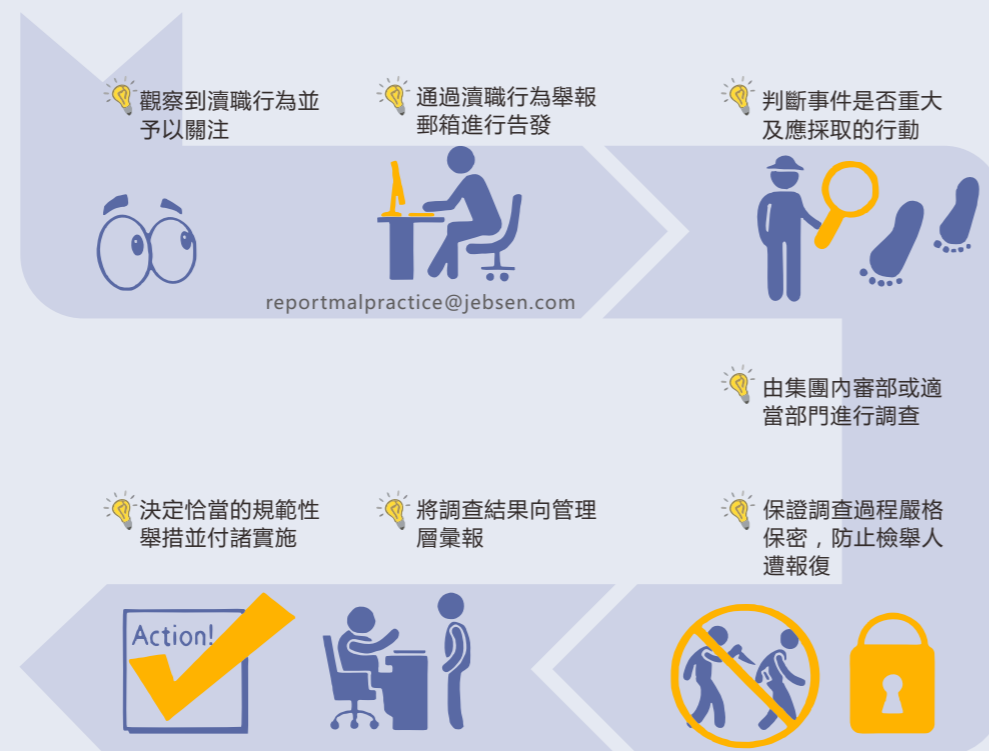 觀察到瀆職行為並
予以關注
通過瀆職行為舉報
郵箱進行告發
reportmalpractice@jebsen.com
判斷事件是否重大
及應採取的行動
由集團內審部或適
當部門進行調查
保證調查過程嚴格
保密，防止檢舉人
遭報復
將調查結果向管理
層彙報
決定恰當的規範性
舉措並付諸實施
Action!